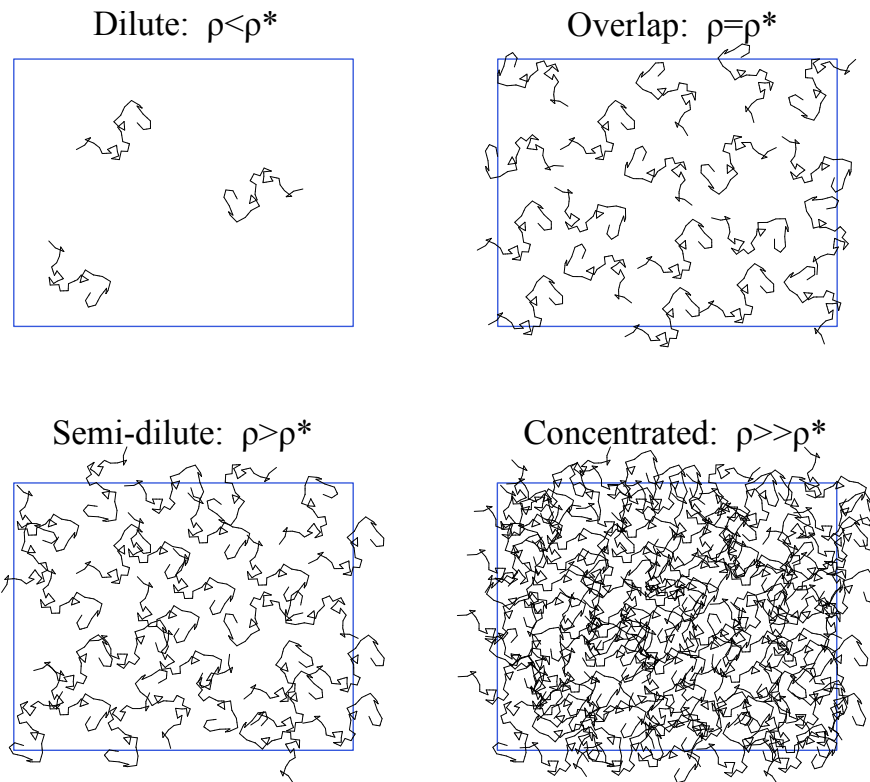 Dilute: ρ<ρ*
Overlap: ρ=ρ*
Semi-dilute: ρ>ρ*
Concentrated: ρ>>ρ*